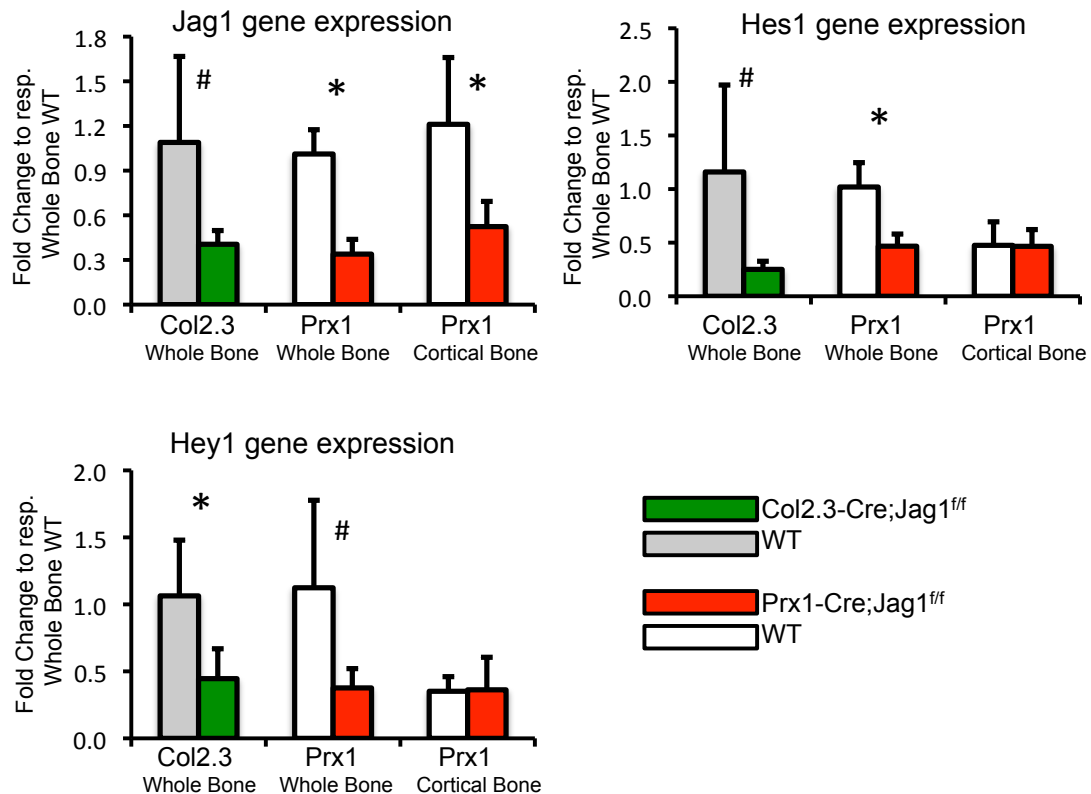 Jag1 gene expression
Fold Change to resp.
Whole Bone WT
1.8
1.5
1.2
0.9
0.6
0.3
0.0
#
*
*
Col2.3
Whole Bone
Prx1
Whole Bone
Prx1
Cortical Bone
Hes1 gene expression
Fold Change to resp.
Whole Bone WT
2.5
2.0
1.5
1.0
0.5
0.0
#
*
Col2.3
Whole Bone
Prx1
Whole Bone
Prx1
Cortical Bone
Hey1 gene expression
Fold Change to resp.
Whole Bone WT
2.0
1.5
1.0
0.5
0.0
*
#
Col2.3
Whole Bone
Prx1
Whole Bone
Prx1
Cortical Bone
Col2.3-Cre;Jag1f/f
WT
Prx1-Cre;Jag1f/f
WT